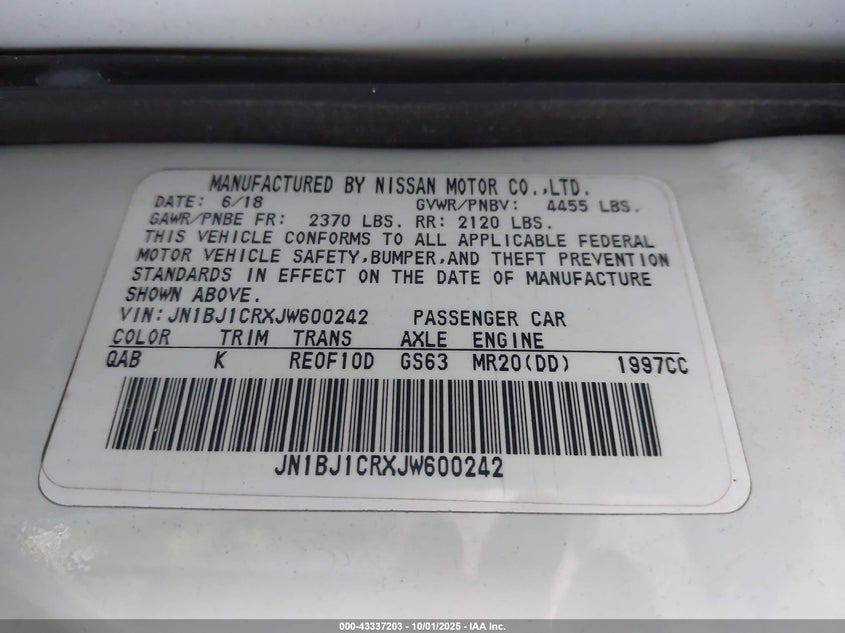 MANUFACTURED BY NISSAN MOTOR CO.,LTD.
DATE: 6/18 GVWR/PNBV: 4455 LBS.
GAWR/PNBE FR: 2370 LBS. RR: 2120 LBS.
THIS VEHICLE CONFORMS TO ALL APPLICABLE FEDERAL
MOTOR VEHICLE SAFETY,BUMPER,AND THEFT PREVENTION
STANDARDS IN EFFECT ON THE DATE OF MANUFACTURE
SHOWN ABOVE.
VIN:JN1BJ1CRXJW600242 PASSENGER CAR
COLOR TRIM TRANS AXLE ENGINE
QAB K RE0F10D GS63 MR20(DD) 1997CC
JN1BJ1CRXJW600242
000-43337203 - 10/01/2025 - IAA Inc.